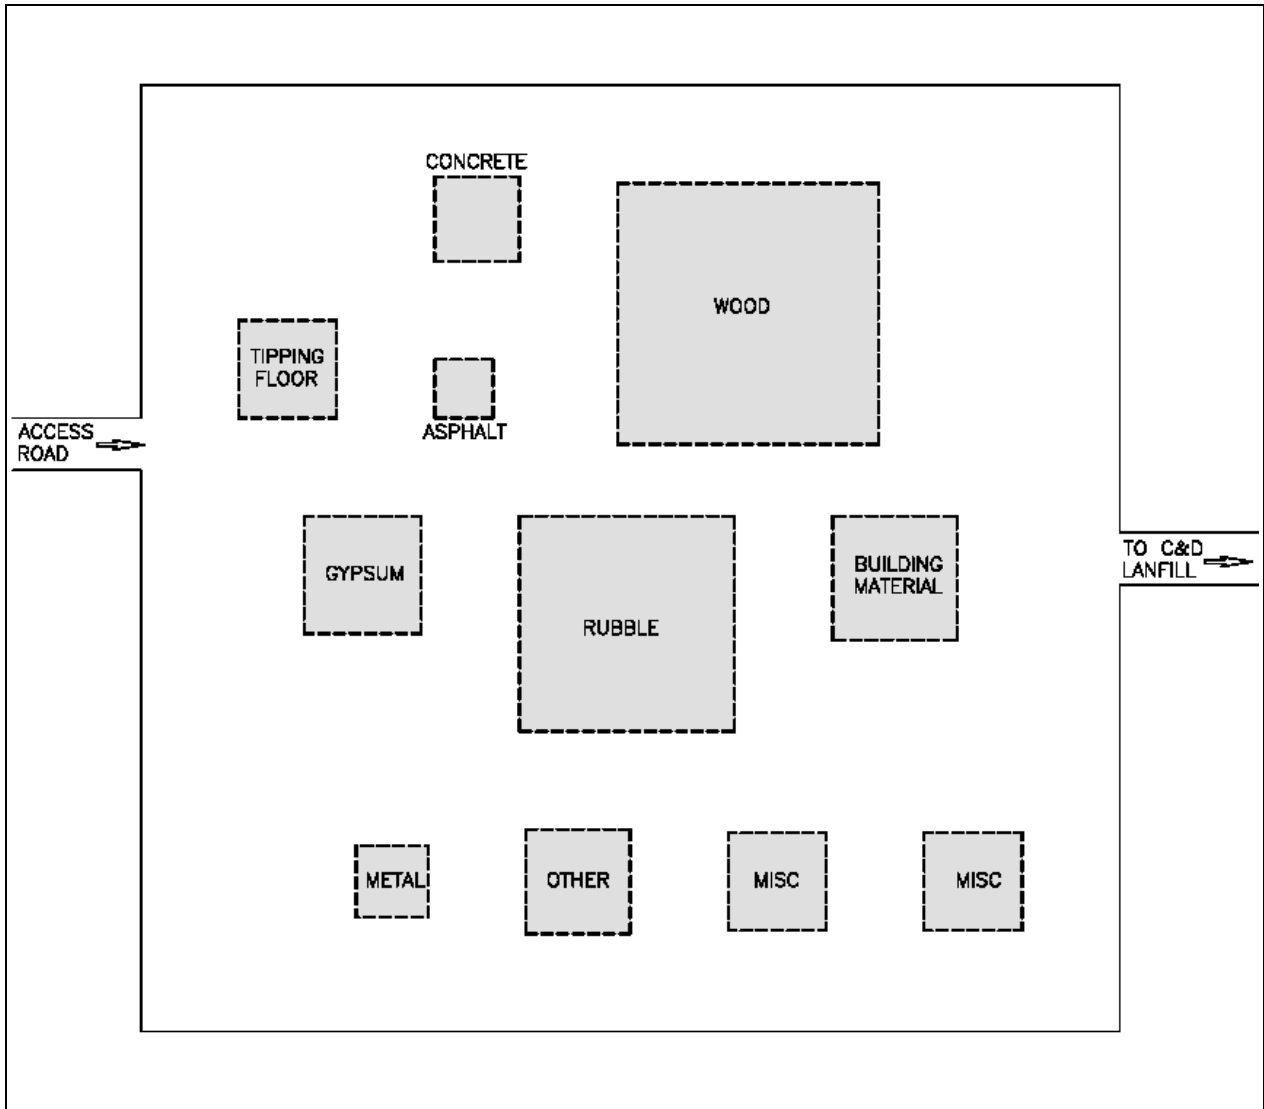 CONCRETE
WOOD
TIPPING
FLOOR
ASPHALT
ACCESS
ROAD
GYPSUM
RUBBLE
BUILDING
MATERIAL
TO C&D
LANFILL
METAL
OTHER
MISC
MISC